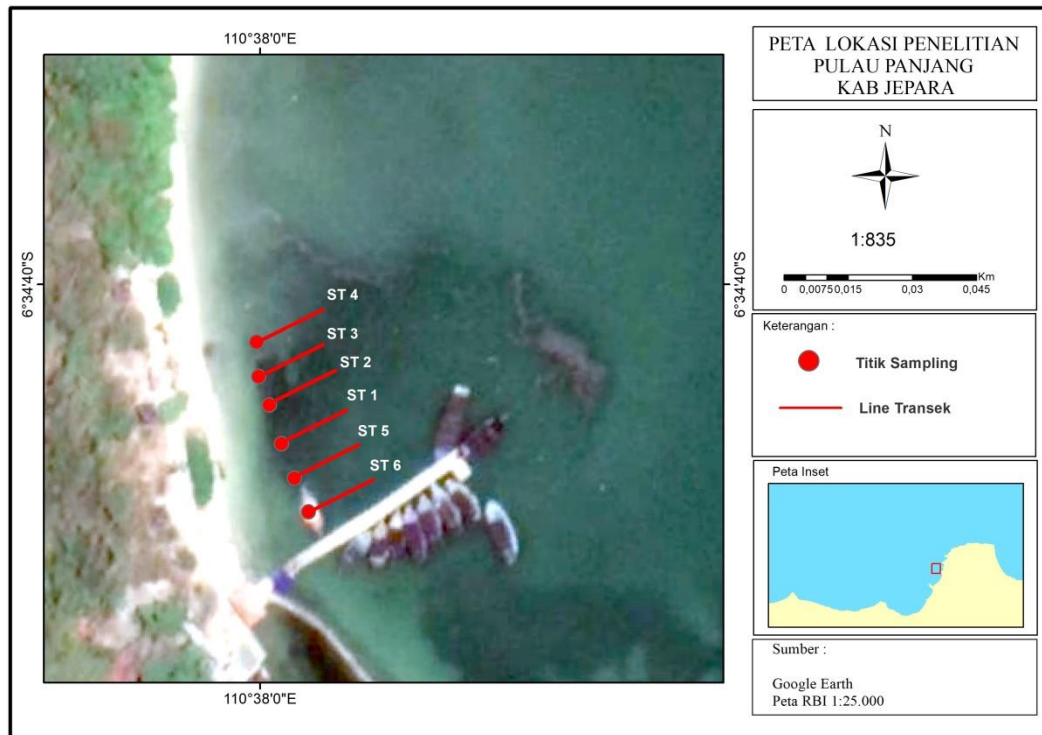 110°38'0"E
6°34'40"S
6°34'40"S
ST 4
ST 3
ST 2
ST 1
ST 5
ST 6
110°38'0"E
PETA LOKASI PENELITIAN
PULAU PANJANG
KAB JEPARA
N
1:835
Km
0 0,0075 0,015 0,03 0,045
Keterangan :
Titik Sampling
Line Transek
Peta Inset
Sumber :
Google Earth
Peta RBI 1:25.000